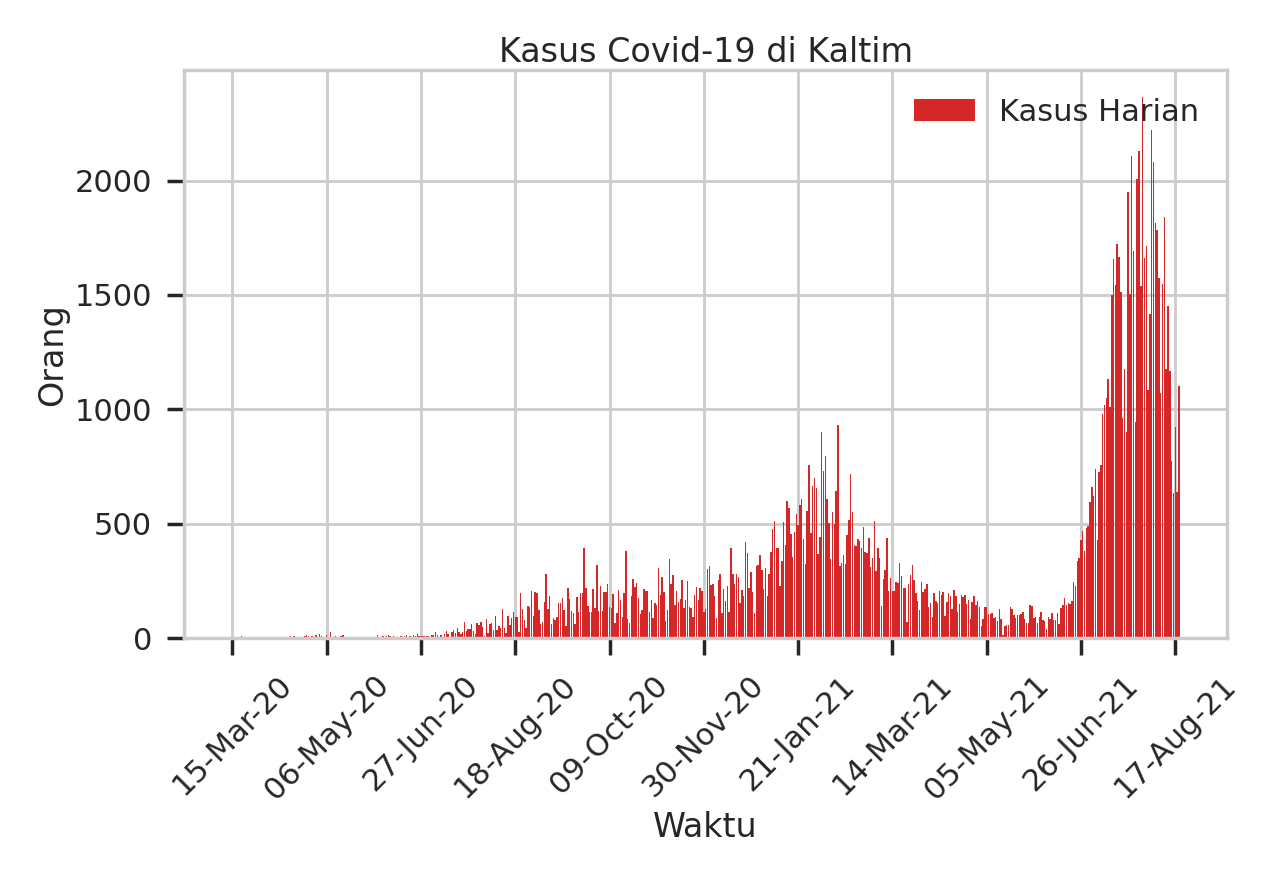 Kasus Covid-19 di Kaltim
Kasus Harian
Orang
2000
1500
1000
500
0
15-Mar-20
06-May-20
27-Jun-20
18-Aug-20
09-Oct-20
30-Nov-20
21-Jan-21
14-Mar-21
05-May-21
26-Jun-21
17-Aug-21
Waktu